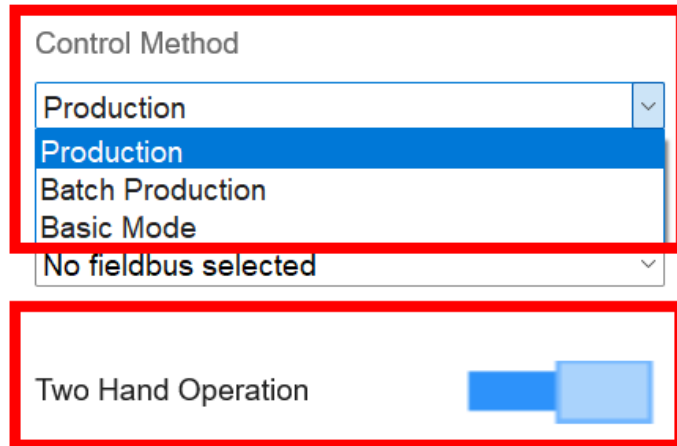 Control Method
Production
Production
Batch Production
Basic Mode
No fieldbus selected
Two Hand Operation